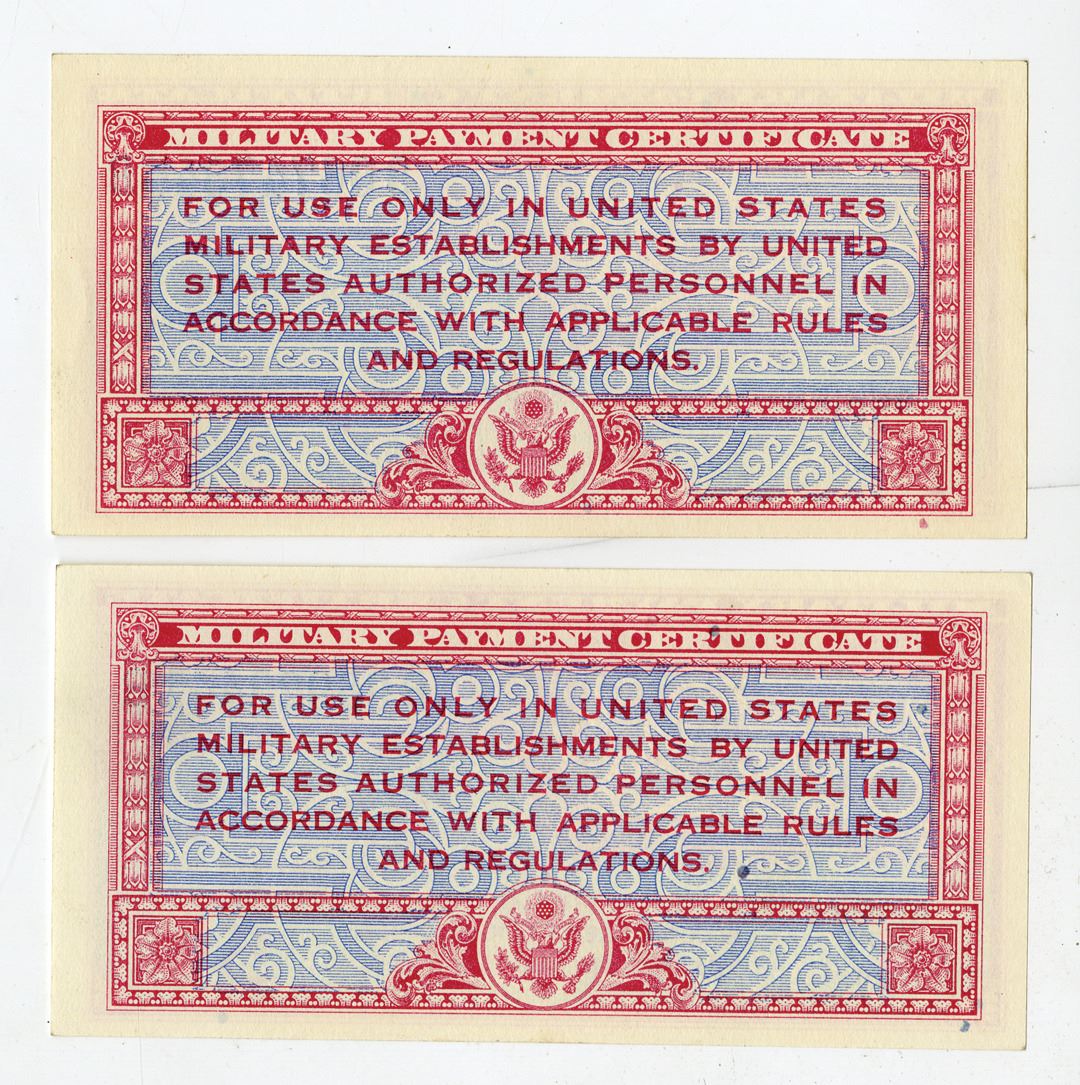 MILITARY PAYMENT CERTIFICATE
FOR USE ONLY IN UNITED STATES
MILITARY ESTABLISHMENTS BY UNITED
STATES AUTHORIZED PERSONNEL IN
ACCORDANCE WITH APPLICABLE RULES
AND REGULATIONS.
MILITARY PAYMENT CERTIFICATE
FOR USE ONLY IN UNITED STATES
MILITARY ESTABLISHMENTS BY UNITED
STATES AUTHORIZED PERSONNEL IN
ACCORDANCE WITH APPLICABLE RULES
AND REGULATIONS.